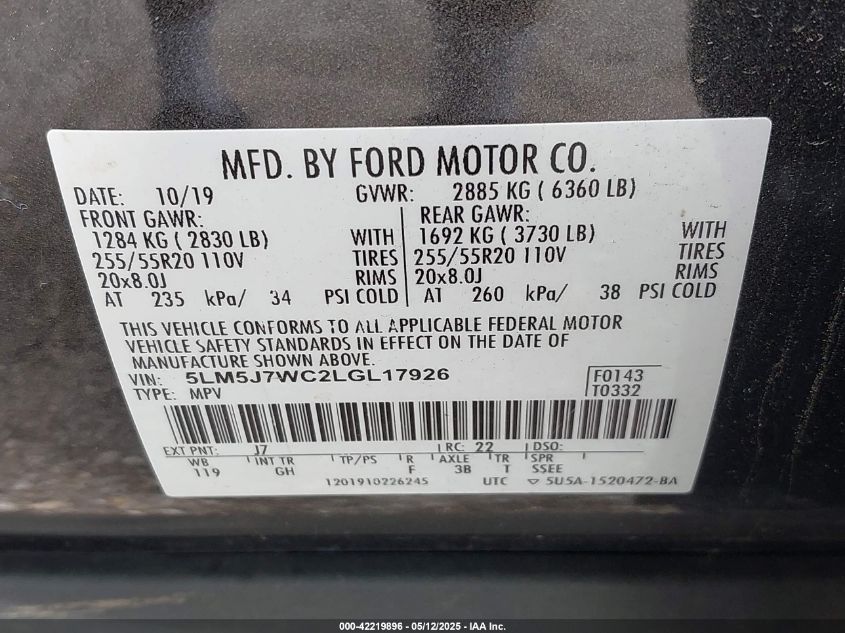 MFD. BY FORD MOTOR CO.
DATE: 10/19 GVWR: 2885 KG ( 6360 LB)
FRONT GAWR: REAR GAWR:
1284 KG ( 2830 LB) WITH 1692 KG ( 3730 LB) WITH
255/55R20 110V TIRES 255/55R20 110V TIRES
20x8.0J RIMS 20x8.0J RIMS
AT 235 kPa/ 34 PSI COLD AT 260 kPa/ 38 PSI COLD
THIS VEHICLE CONFORMS TO ALL APPLICABLE FEDERAL MOTOR
VEHICLE SAFETY STANDARDS IN EFFECT ON THE DATE OF
MANUFACTURE SHOWN ABOVE.
VIN: 5LM5J7WC2LGL17926 F0143
TYPE: MPV T0332
EXT PNT: J7 RC: 22 DSO:
WB INT TR TP/PS R AXLE TR SPR
119 GH F 3B T SSEE
1201910226245 UTC ▽ 5U5A-1520472-BA
000-42219896 - 05/12/2025 - IAA Inc.